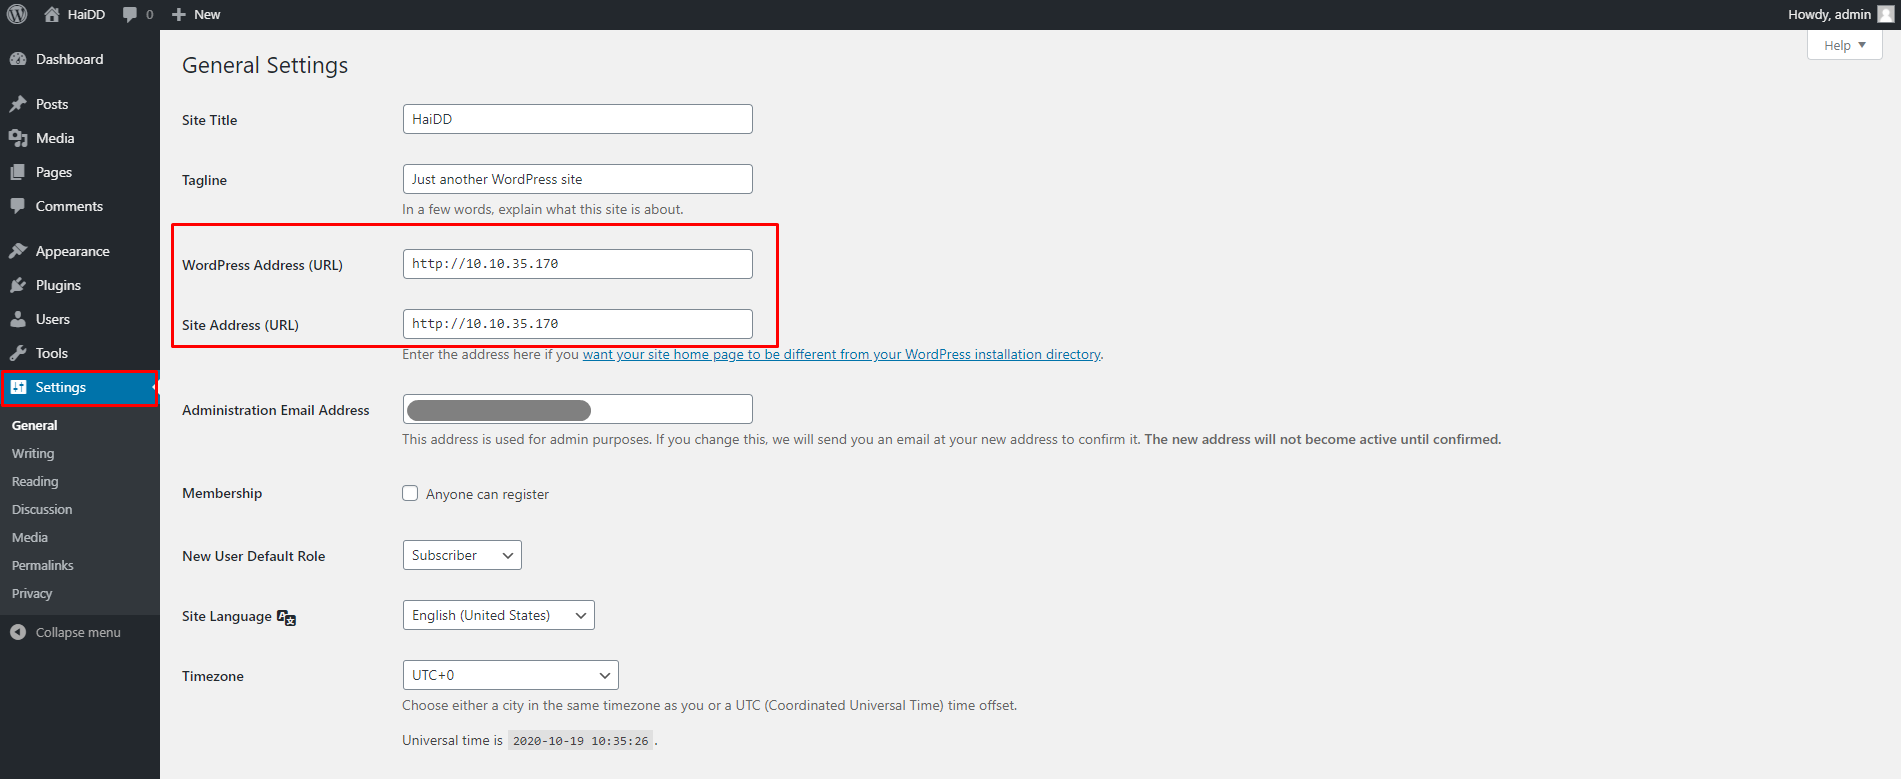 HaiDD 0 New Howdy, admin
Help
Dashboard
Posts
Media
Pages
Comments
Appearance
Plugins
Users
Tools
Settings
General
Writing
Reading
Discussion
Media
Permalinks
Privacy
Collapse menu
General Settings
Site Title HaiDD
Tagline Just another WordPress site
In a few words, explain what this site is about.
WordPress Address (URL) http://10.10.35.170
Site Address (URL) http://10.10.35.170
Enter the address here if you want your site home page to be different from your WordPress installation directory.
Administration Email Address
This address is used for admin purposes. If you change this, we will send you an email at your new address to confirm it. The new address will not become active until confirmed.
Membership Anyone can register
New User Default Role Subscriber
Site Language English (United States)
Timezone UTC+0
Choose either a city in the same timezone as you or a UTC (Coordinated Universal Time) time offset.
Universal time is 2020-10-19 10:35:26 .